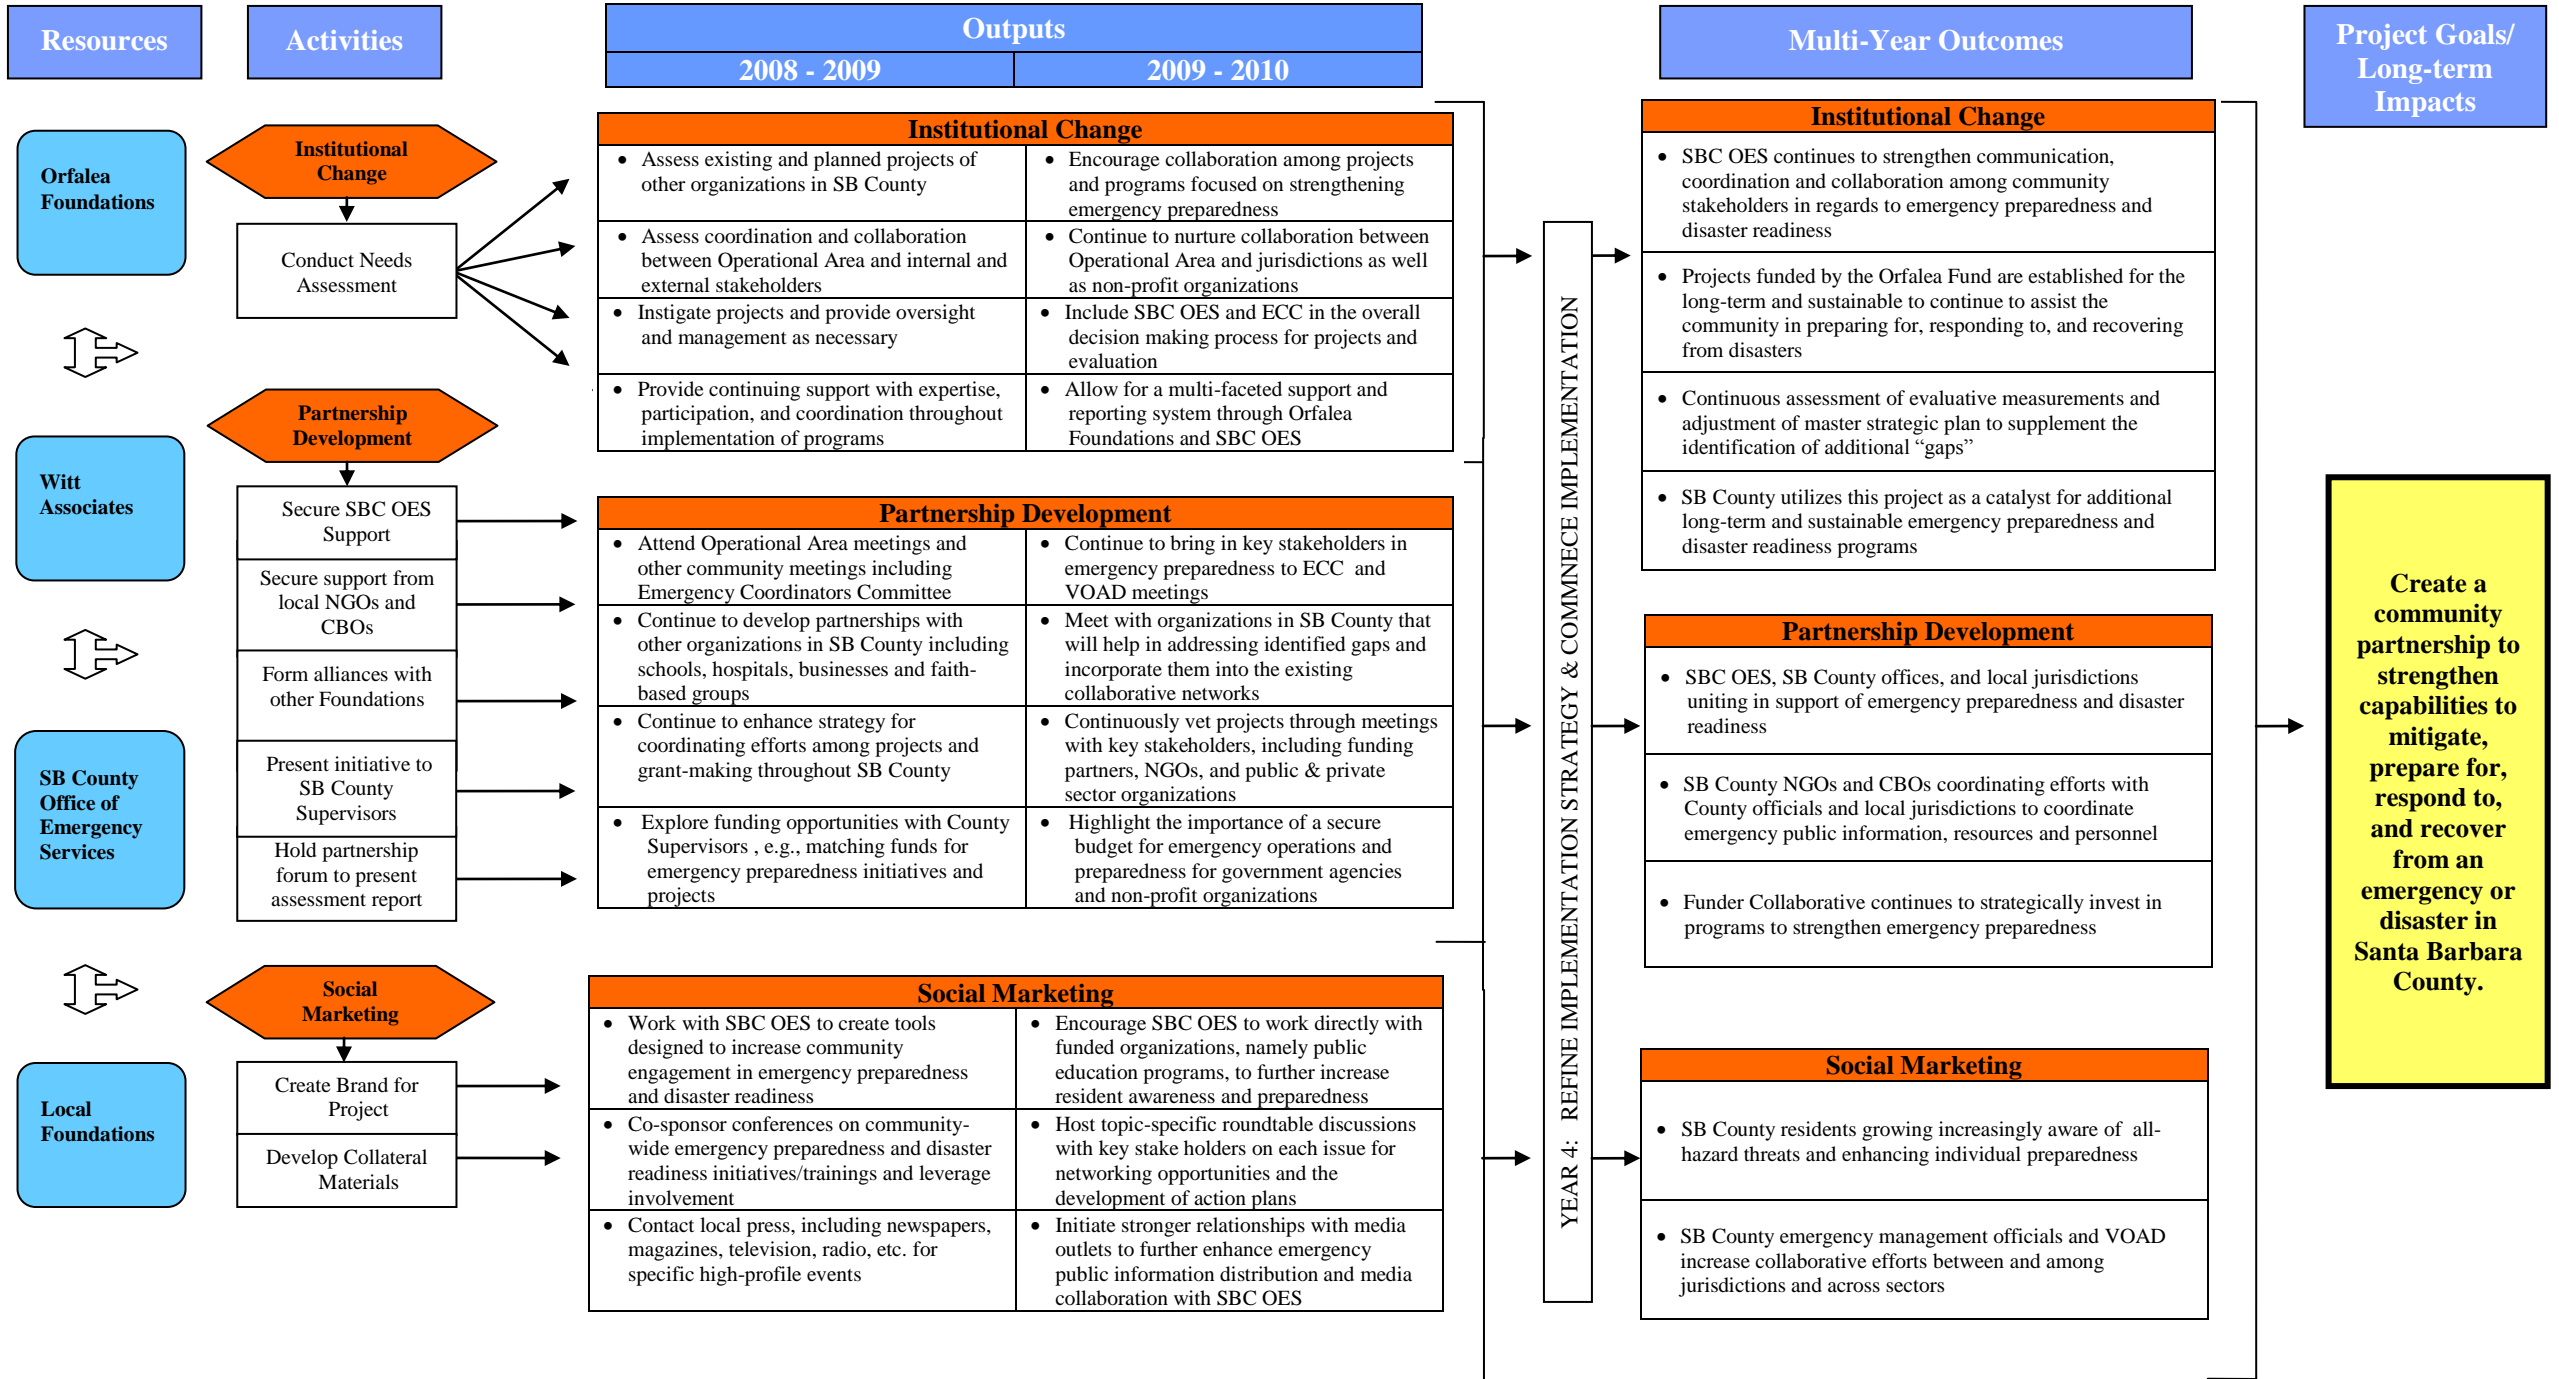 Resources
Activities
Outputs
2008 - 2009
2009 - 2010
Multi-Year Outcomes
Project Goals/
Long-term
Impacts
Orfalea
Foundations
Witt
Associates
SB County
Office of
Emergency
Services
Local
Foundations
Institutional
Change
Conduct Needs
Assessment
Partnership
Development
Secure SBC OES
Support
Secure support from
local NGOs and
CBOs
Form alliances with
other Foundations
Present initiative to
SB County
Supervisors
Hold partnership
forum to present
assessment report
Social
Marketing
Create Brand for
Project
Develop Collateral
Materials
Institutional Change
• Assess existing and planned projects of
other organizations in SB County
• Encourage collaboration among projects
and programs focused on strengthening
emergency preparedness
• Assess coordination and collaboration
between Operational Area and internal and
external stakeholders
• Continue to nurture collaboration between
Operational Area and jurisdictions as well
as non-profit organizations
• Instigate projects and provide oversight
and management as necessary
• Include SBC OES and ECC in the overall
decision making process for projects and
evaluation
• Provide continuing support with expertise,
participation, and coordination throughout
implementation of programs
• Allow for a multi-faceted support and
reporting system through Orfalea
Foundations and SBC OES
Partnership Development
• Attend Operational Area meetings and
other community meetings including
Emergency Coordinators Committee
• Continue to bring in key stakeholders in
emergency preparedness to ECC and
VOAD meetings
• Continue to develop partnerships with
other organizations in SB County including
schools, hospitals, businesses and faith-
based groups
• Meet with organizations in SB County that
will help in addressing identified gaps and
incorporate them into the existing
collaborative networks
• Continue to enhance strategy for
coordinating efforts among projects and
grant-making throughout SB County
• Continuously vet projects through meetings
with key stakeholders, including funding
partners, NGOs, and public & private
sector organizations
• Explore funding opportunities with County
Supervisors , e.g., matching funds for
emergency preparedness initiatives and
projects
• Highlight the importance of a secure
budget for emergency operations and
preparedness for government agencies
and non-profit organizations
Social Marketing
• Work with SBC OES to create tools
designed to increase community
engagement in emergency preparedness
and disaster readiness
• Encourage SBC OES to work directly with
funded organizations, namely public
education programs, to further increase
resident awareness and preparedness
• Co-sponsor conferences on community-
wide emergency preparedness and disaster
readiness initiatives/trainings and leverage
involvement
• Host topic-specific roundtable discussions
with key stake holders on each issue for
networking opportunities and the
development of action plans
• Contact local press, including newspapers,
magazines, television, radio, etc. for
specific high-profile events
• Initiate stronger relationships with media
outlets to further enhance emergency
public information distribution and media
collaboration with SBC OES
YEAR 4: REFINE IMPLEMENTATION STRATEGY & COMMNECE IMPLEMENTATION
Institutional Change
• SBC OES continues to strengthen communication,
coordination and collaboration among community
stakeholders in regards to emergency preparedness and
disaster readiness
• Projects funded by the Orfalea Fund are established for the
long-term and sustainable to continue to assist the
community in preparing for, responding to, and recovering
from disasters
• Continuous assessment of evaluative measurements and
adjustment of master strategic plan to supplement the
identification of additional “gaps”
• SB County utilizes this project as a catalyst for additional
long-term and sustainable emergency preparedness and
disaster readiness programs
Partnership Development
• SBC OES, SB County offices, and local jurisdictions
uniting in support of emergency preparedness and disaster
readiness
• SB County NGOs and CBOs coordinating efforts with
County officials and local jurisdictions to coordinate
emergency public information, resources and personnel
• Funder Collaborative continues to strategically invest in
programs to strengthen emergency preparedness
Social Marketing
• SB County residents growing increasingly aware of all-
hazard threats and enhancing individual preparedness
• SB County emergency management officials and VOAD
increase collaborative efforts between and among
jurisdictions and across sectors
Create a
community
partnership to
strengthen
capabilities to
mitigate,
prepare for,
respond to,
and recover
from an
emergency or
disaster in
Santa Barbara
County.